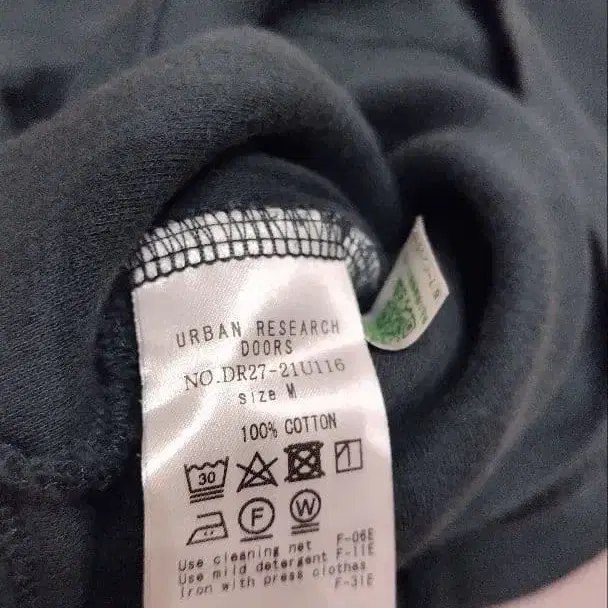 URBAN RESEARCH
DOORS
NO.DR27-21U116
size M
100% COTTON
30
F W
Use cleaning net F-06E
Use mild detergent F-11E
Iron with press clothes
F-31E